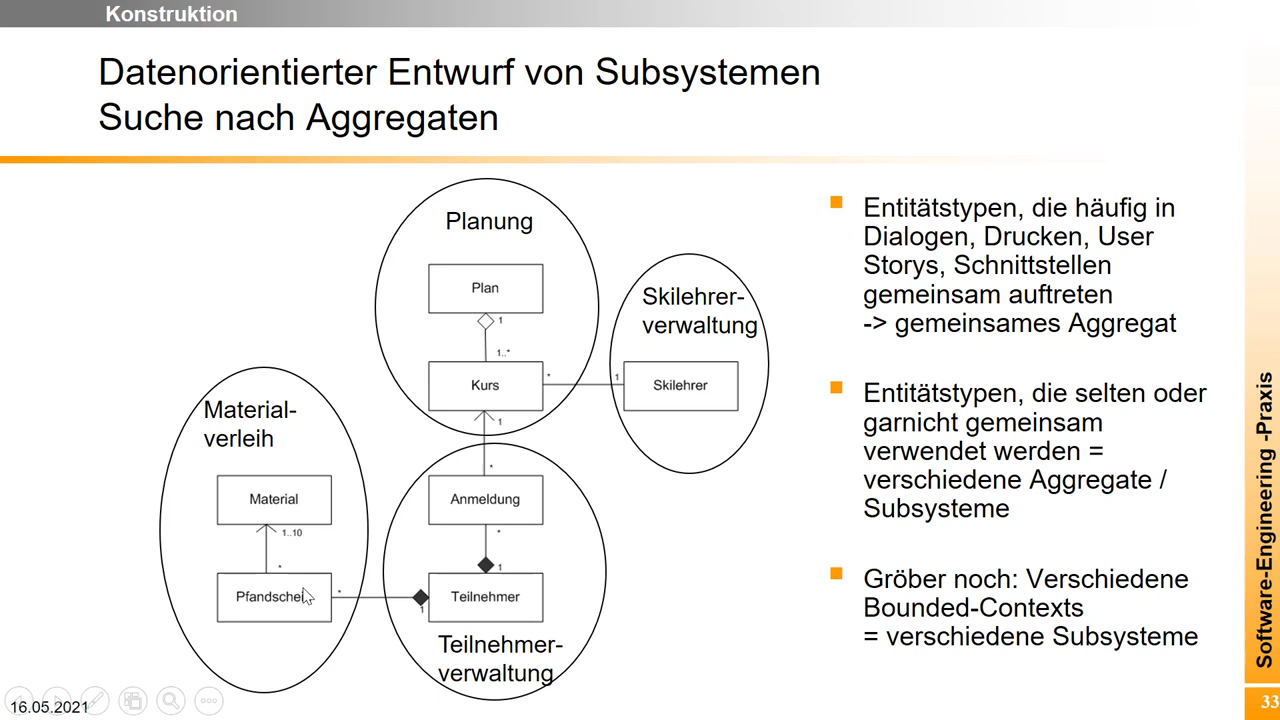 Konstruktion
Datenorientierter Entwurf von Subsystemen
Suche nach Aggregaten
Planung
Plan
1
1..*
Kurs
*
1
Skilehrer-
verwaltung
Skilehrer
1
*
Material-
verleih
Material
1..10
*
Anmeldung
*
1
*
1
Teilnehmer
Teilnehmer-
verwaltung
Entitätstypen, die häufig in
Dialogen, Drucken, User
Storys, Schnittstellen
gemeinsam auftreten
-> gemeinsames Aggregat
Entitätstypen, die selten oder
garnicht gemeinsam
verwendet werden =
verschiedene Aggregate /
Subsysteme
Gröber noch: Verschiedene
Bounded-Contexts
= verschiedene Subsysteme
Software-Engineering -Praxis
16.05.2021
33